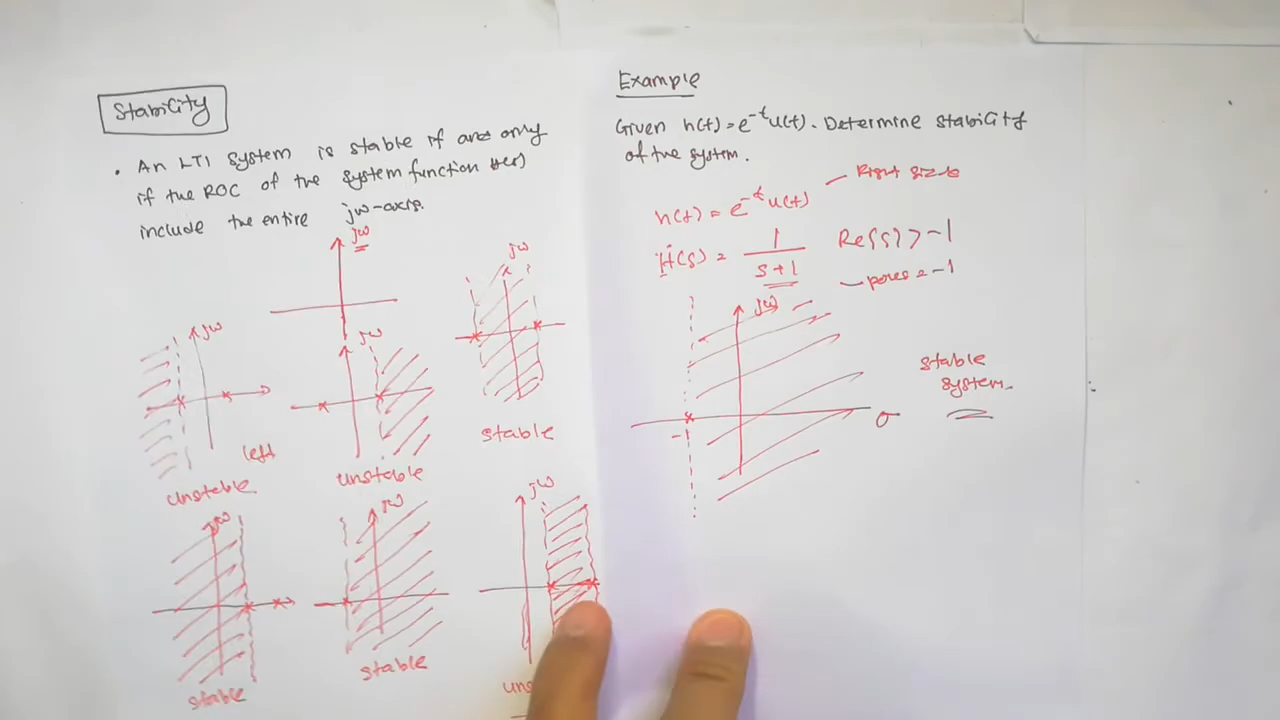 Stability
• An LTI system is stable if and only
if the ROC of the system function H(s)
include the entire jω-axis.
jω
jω
jω
jω
left
unstable
unstable
stable
jω
jω
jω
stable
stable
uns
Example
Given h(t) = e^-t u(t). Determine stability
of the system.
h(t) = e^-t u(t)
Right sided
H(s) = 1/(s+1) Re{s} > -1
poles = -1
jω
-1
σ
stable
system.